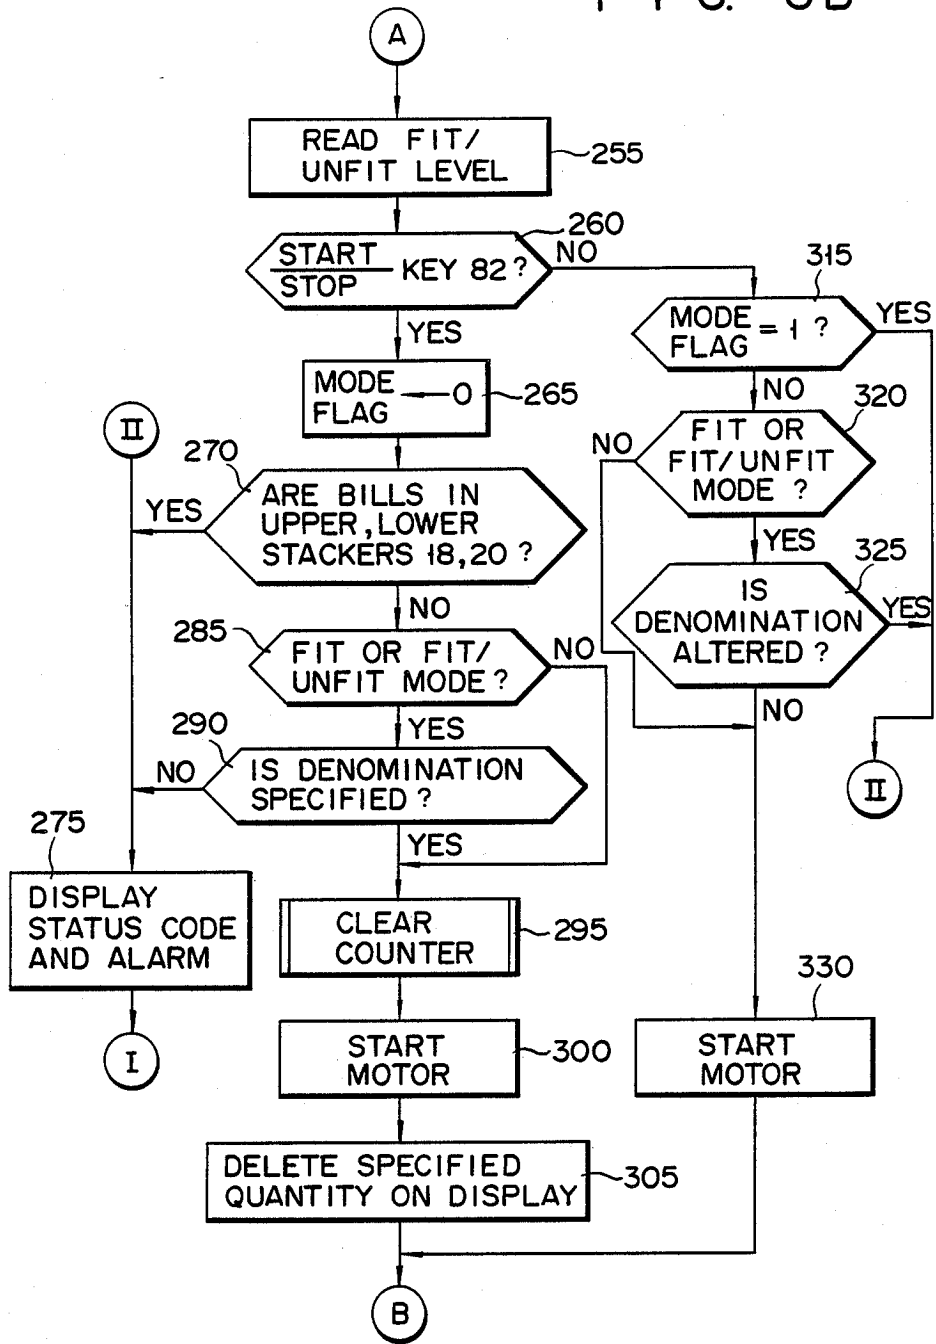 A
READ FIT/
UNFIT LEVEL
255
START
STOP
KEY 82 ?
260
NO
YES
MODE
FLAG ← 0
265
315
MODE
FLAG = 1 ?
YES
NO
320
FIT OR
FIT/UNFIT
MODE ?
NO
YES
325
IS
DENOMINATION
ALTERED ?
YES
NO
II
II
270
YES
ARE BILLS IN
UPPER, LOWER
STACKERS 18, 20 ?
NO
285
FIT OR FIT/
UNFIT MODE ?
NO
YES
290
NO
IS DENOMINATION
SPECIFIED ?
YES
275
DISPLAY
STATUS CODE
AND ALARM
I
CLEAR
COUNTER
295
START
MOTOR
300
330
START
MOTOR
DELETE SPECIFIED
QUANTITY ON DISPLAY
305
B